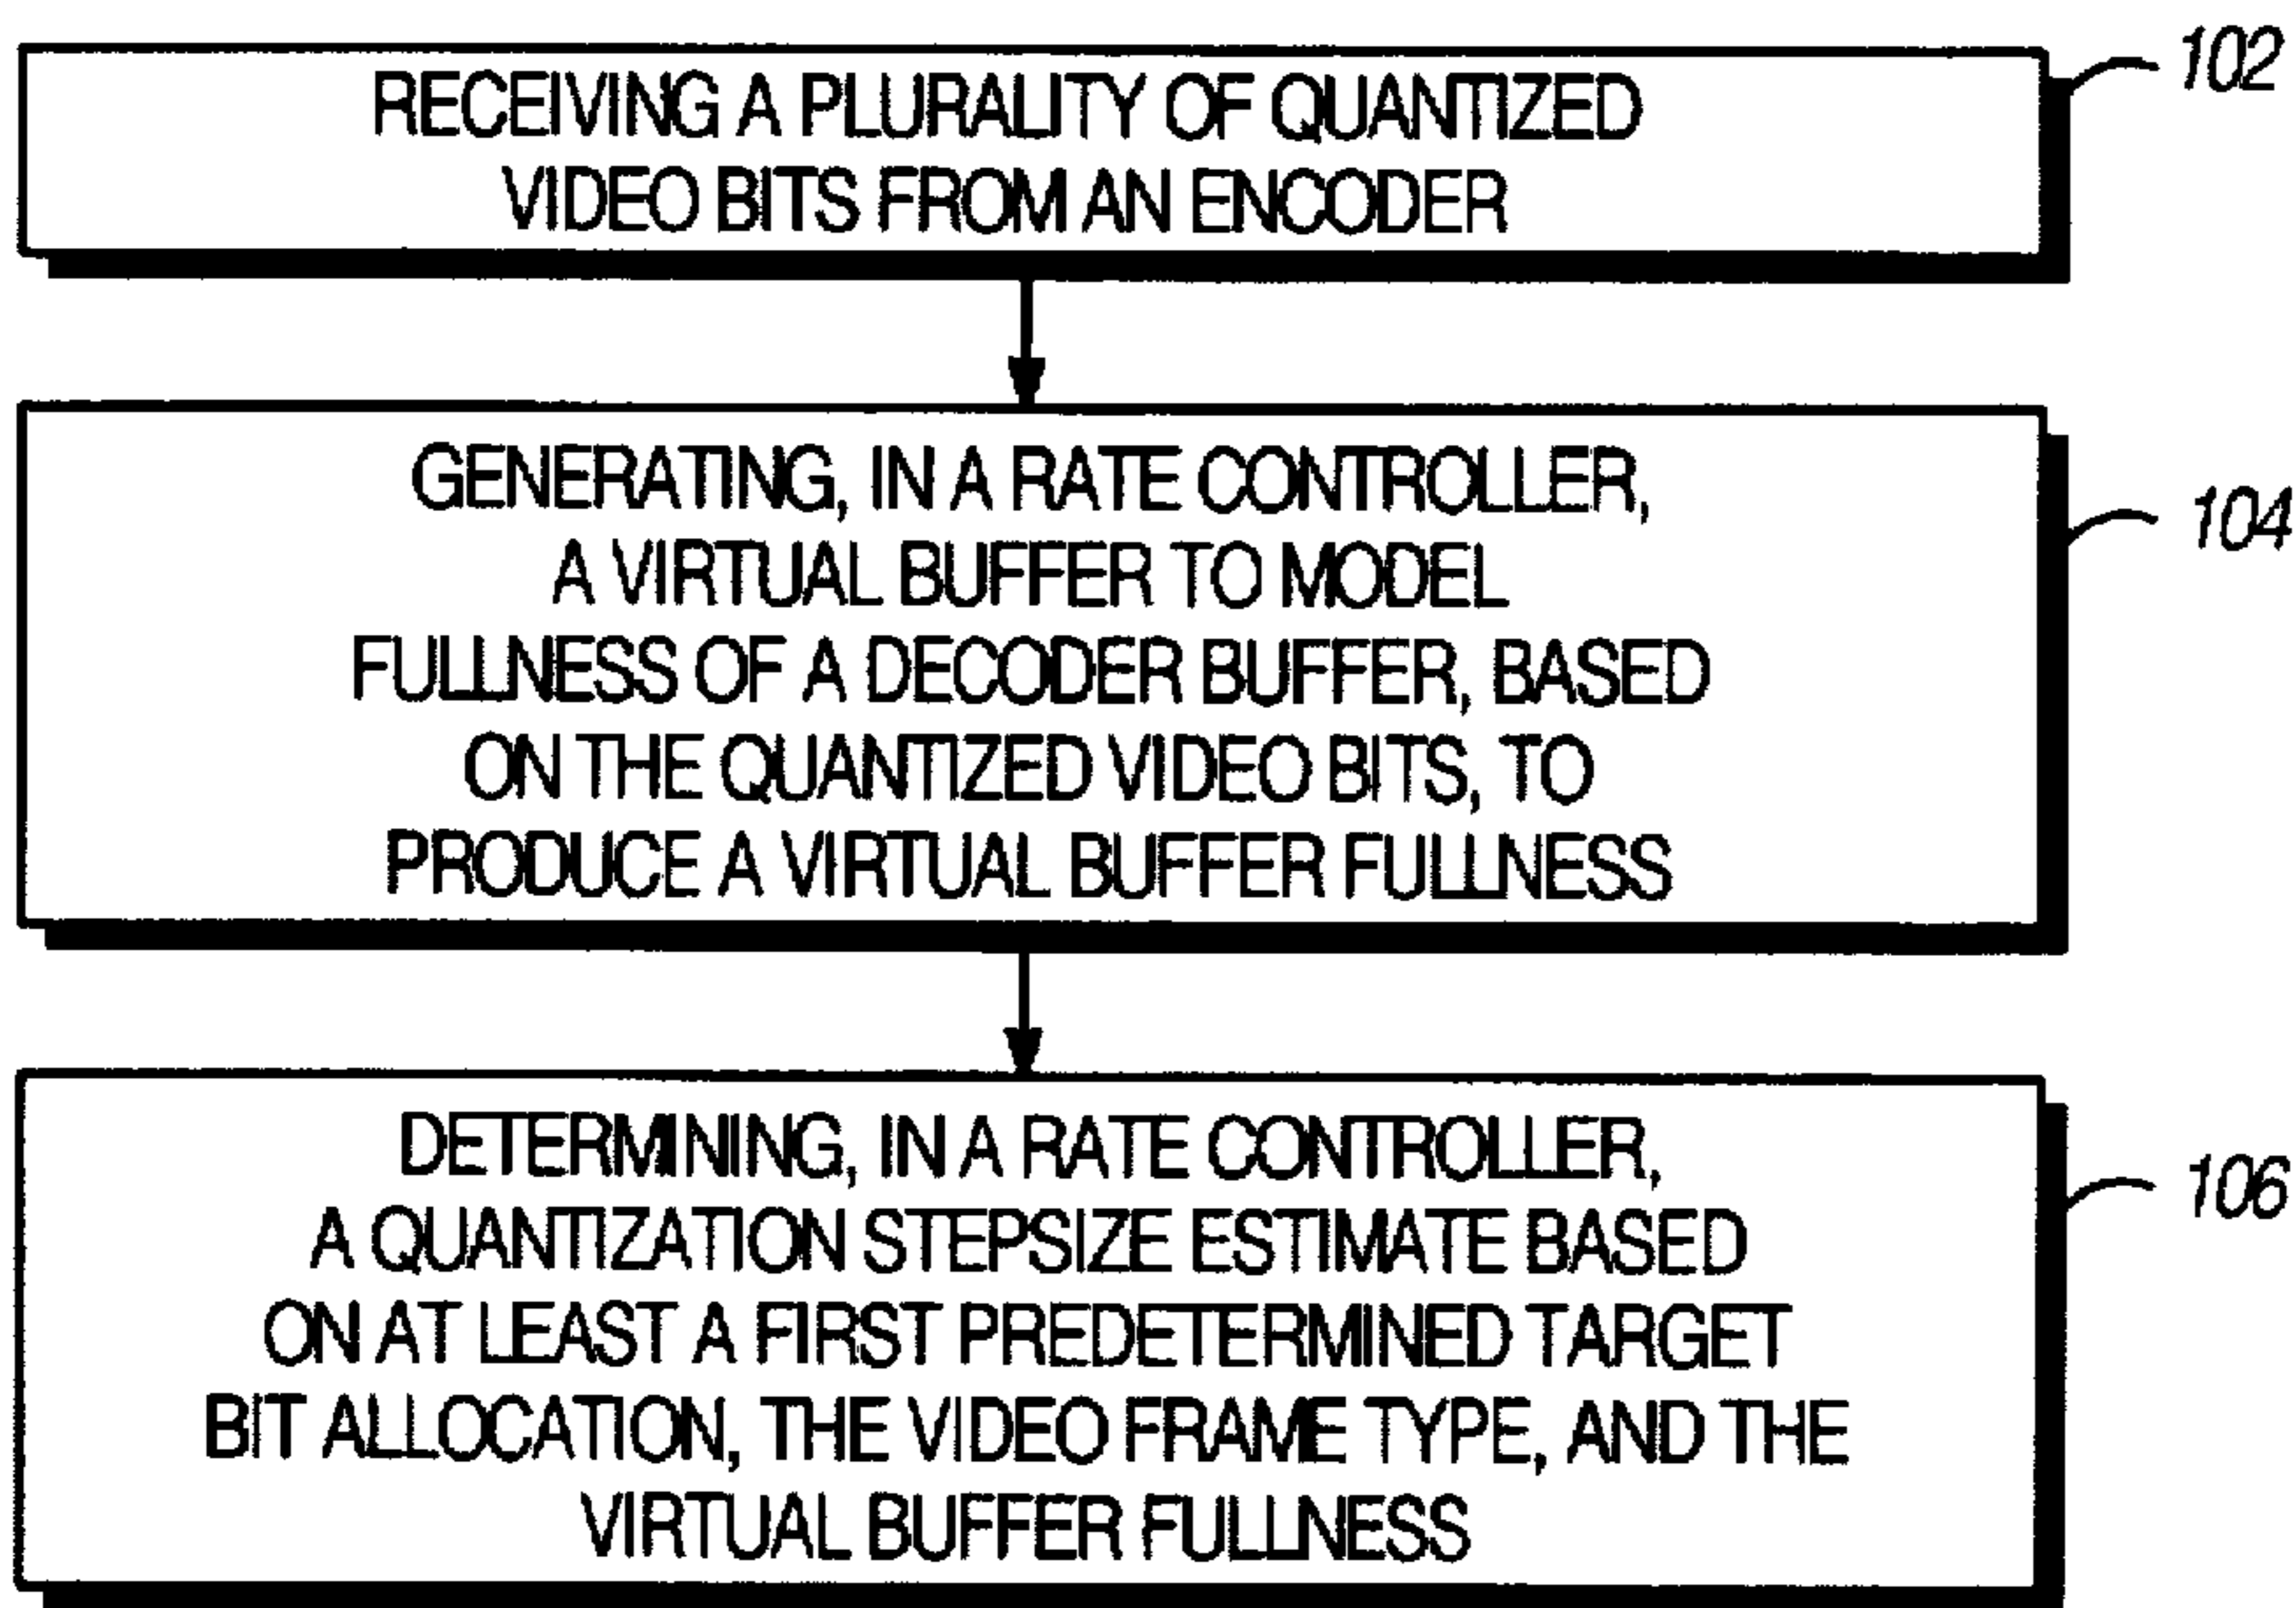 RECEIVING A PLURALITY OF QUANTIZED
VIDEO BITS FROM AN ENCODER
102
GENERATING, IN A RATE CONTROLLER,
A VIRTUAL BUFFER TO MODEL
FULLNESS OF A DECODER BUFFER, BASED
ON THE QUANTIZED VIDEO BITS, TO
PRODUCE A VIRTUAL BUFFER FULLNESS
104
DETERMINING, IN A RATE CONTROLLER,
A QUANTIZATION STEPSIZE ESTIMATE BASED
ON AT LEAST A FIRST PREDETERMINED TARGET
BIT ALLOCATION, THE VIDEO FRAME TYPE, AND THE
VIRTUAL BUFFER FULLNESS
106